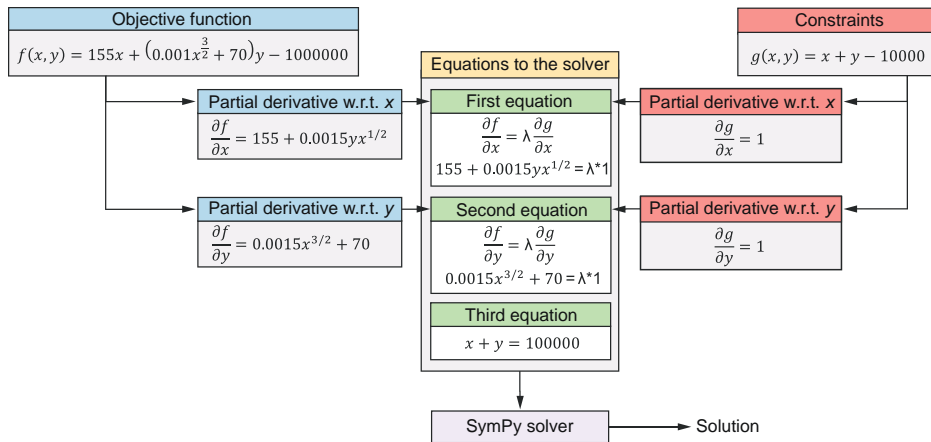 Objective function
f(x, y) = 155x + (0.001x^{3/2} + 70)y − 1000000
Constraints
g(x, y) = x + y − 10000
Equations to the solver
Partial derivative w.r.t. x
∂f/∂x = 155 + 0.0015yx^{1/2}
First equation
∂f/∂x = λ ∂g/∂x
155 + 0.0015yx^{1/2} = λ*1
Partial derivative w.r.t. x
∂g/∂x = 1
Partial derivative w.r.t. y
∂f/∂y = 0.0015x^{3/2} + 70
Second equation
∂f/∂y = λ ∂g/∂y
0.0015x^{3/2} + 70 = λ*1
Partial derivative w.r.t. y
∂g/∂y = 1
Third equation
x + y = 100000
SymPy solver
Solution